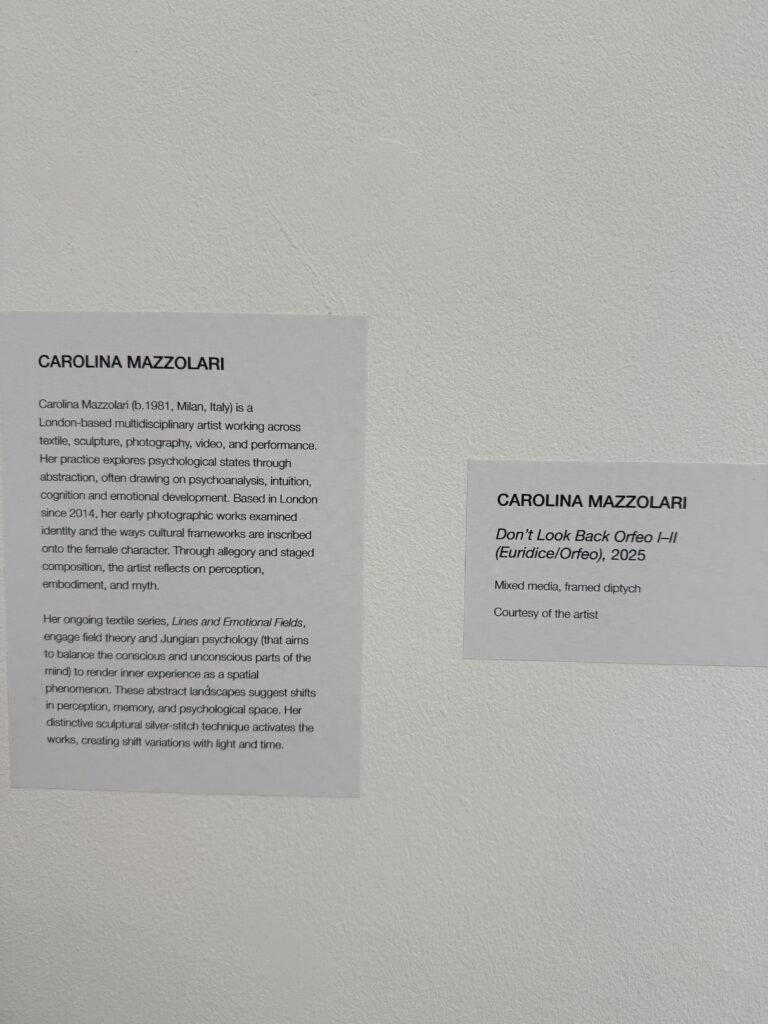 CAROLINA MAZZOLARI
Carolina Mazzolari (b.1981, Milan, Italy) is a
London-based multidisciplinary artist working across
textile, sculpture, photography, video, and performance.
Her practice explores psychological states through
abstraction, often drawing on psychoanalysis, intuition,
cognition and emotional development. Based in London
since 2014, her early photographic works examined
identity and the ways cultural frameworks are inscribed
onto the female character. Through allegory and staged
composition, the artist reflects on perception,
embodiment, and myth.
Her ongoing textile series, Lines and Emotional Fields,
engage field theory and Jungian psychology (that aims
to balance the conscious and unconscious parts of the
mind) to render inner experience as a spatial
phenomenon. These abstract landscapes suggest shifts
in perception, memory, and psychological space. Her
distinctive sculptural silver-stitch technique activates the
works, creating shift variations with light and time.
CAROLINA MAZZOLARI
Don't Look Back Orfeo I–II
(Euridice/Orfeo), 2025
Mixed media, framed diptych
Courtesy of the artist